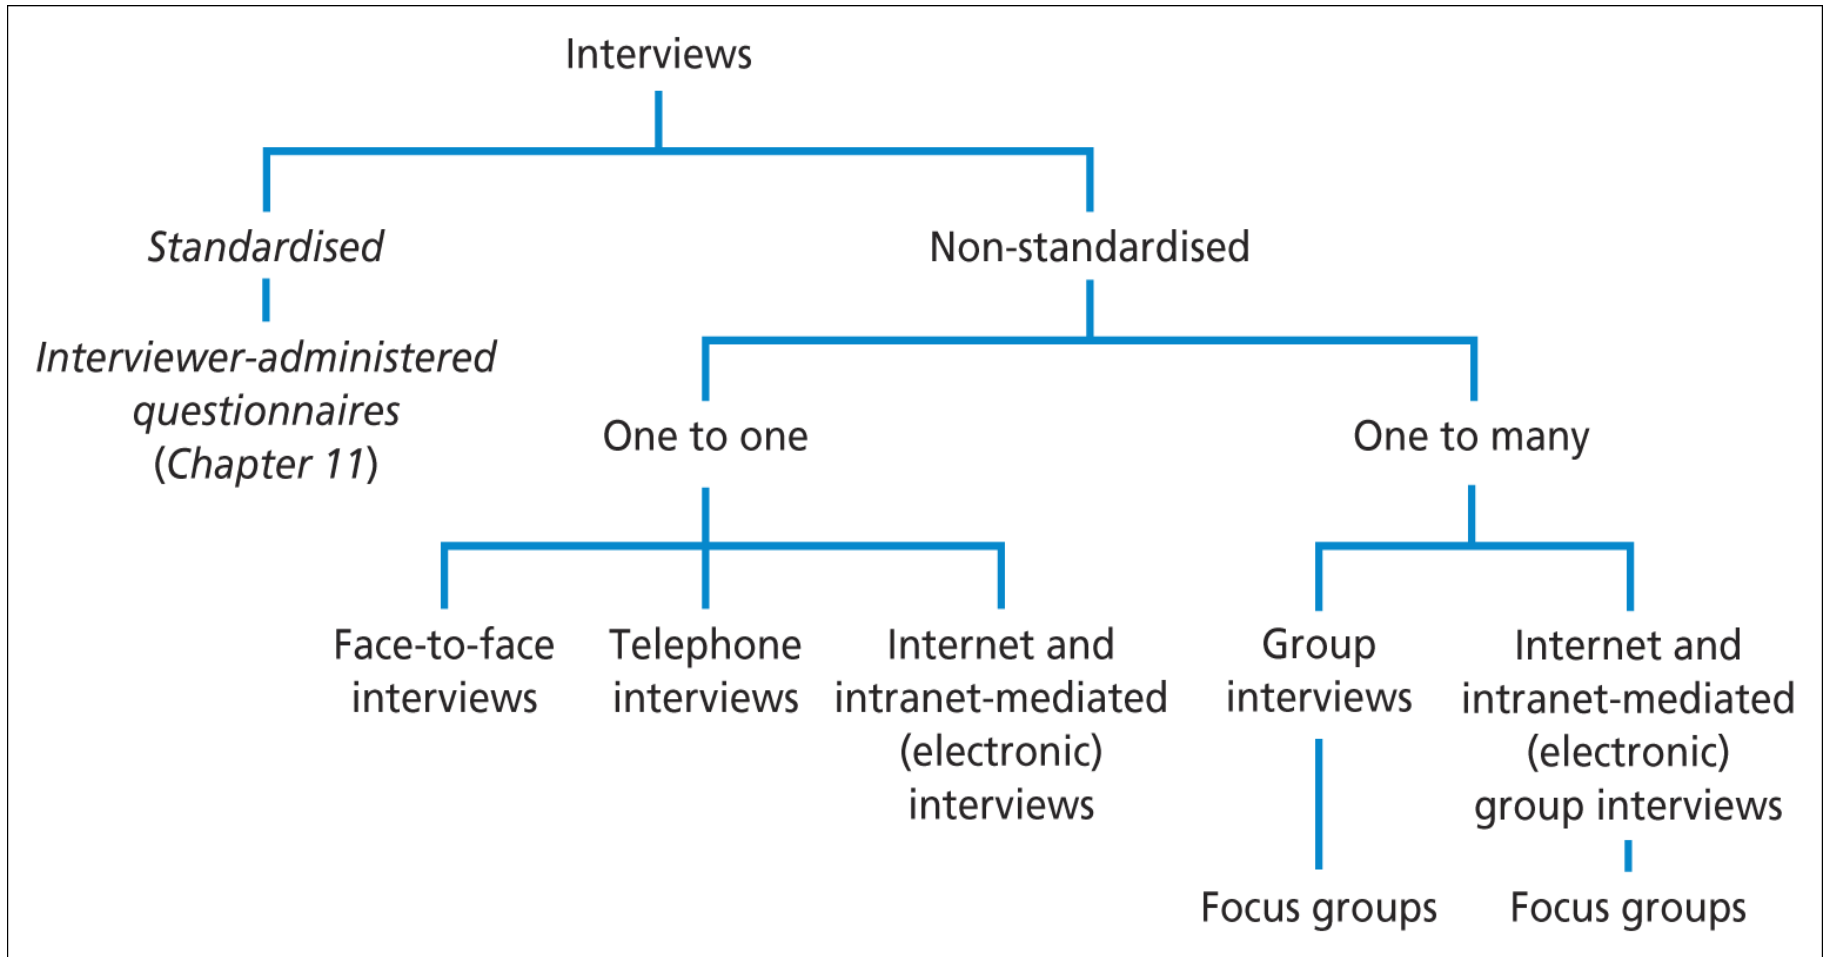 Interviews
Standardised
Non-standardised
Interviewer-administered
questionnaires
(Chapter 11)
One to one
One to many
Face-to-face
interviews
Telephone
interviews
Internet and
intranet-mediated
(electronic)
interviews
Group
interviews
Internet and
intranet-mediated
(electronic)
group interviews
Focus groups
Focus groups